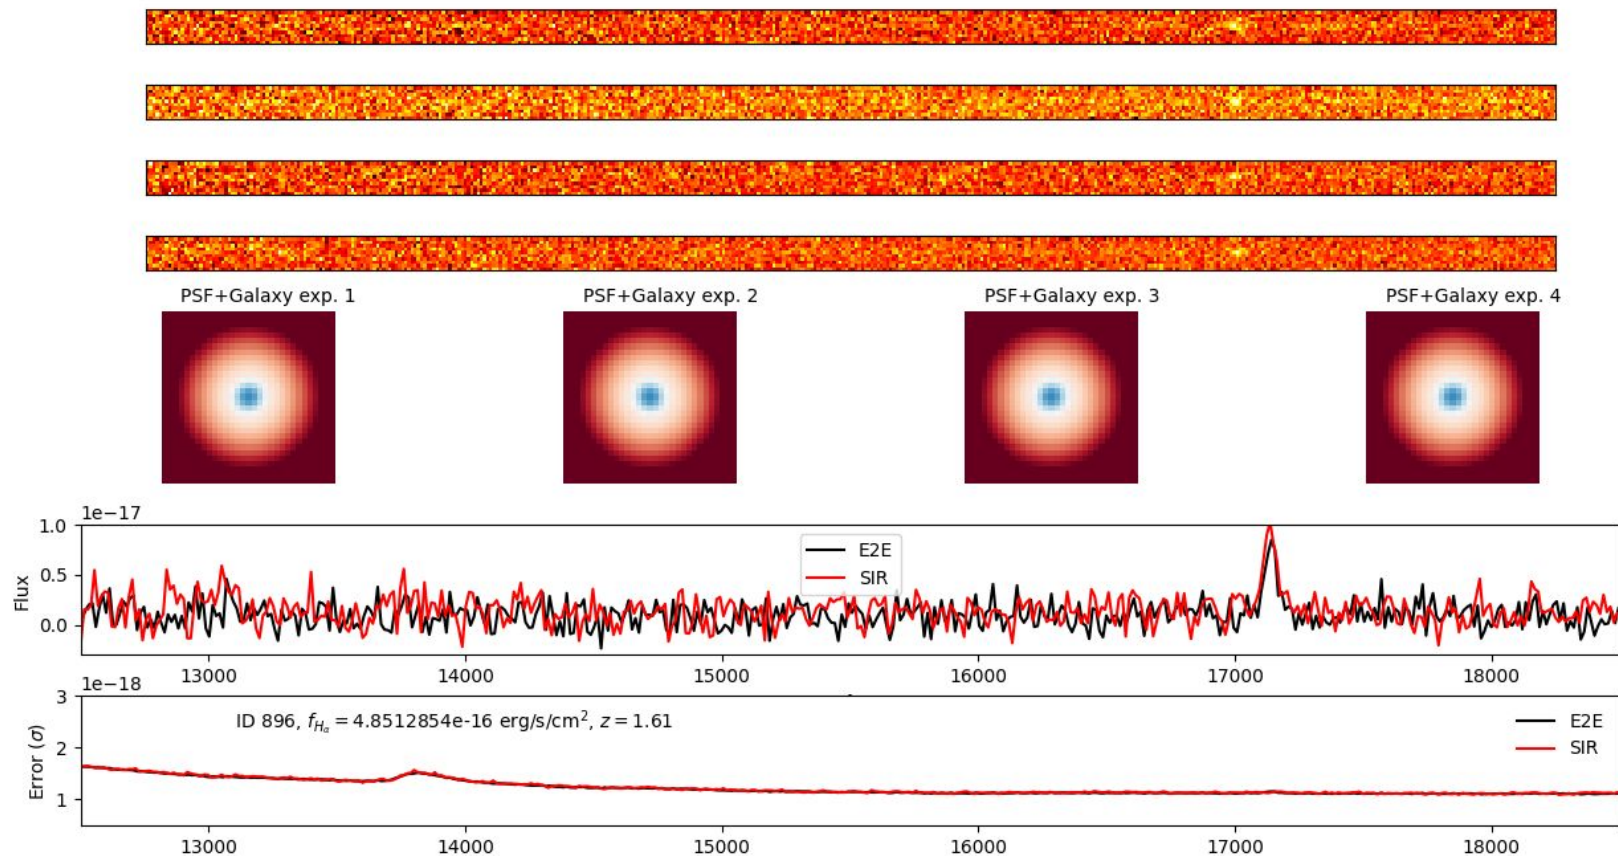 PSF+Galaxy exp. 1
PSF+Galaxy exp. 2
PSF+Galaxy exp. 3
PSF+Galaxy exp. 4
1e−17
1.0
0.5
0.0
Flux
E2E
SIR
13000 14000 15000 16000 17000 18000
1e−18
3
2
1
Error (σ)
ID 896, f_{Hα} = 4.8512854e-16 erg/s/cm², z = 1.61
E2E
SIR
13000 14000 15000 16000 17000 18000